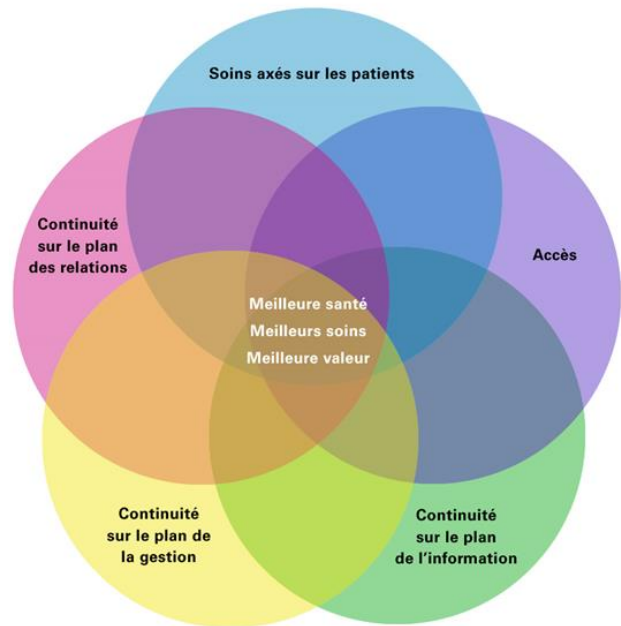 Soins axés sur les patients
Continuité
sur le plan
des relations
Accès
Meilleure santé
Meilleurs soins
Meilleure valeur
Continuité
sur le plan de
la gestion
Continuité
sur le plan
de l’information